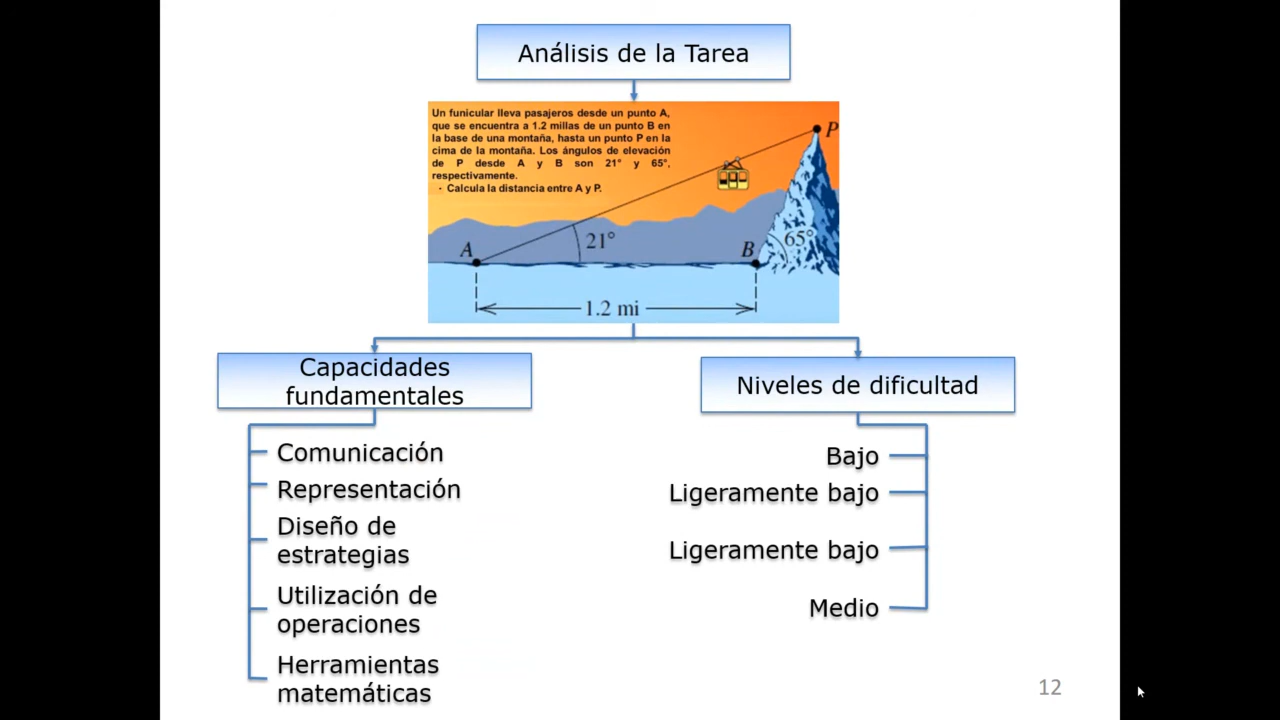 Análisis de la Tarea
Un funicular lleva pasajeros desde un punto A,
que se encuentra a 1.2 millas de un punto B en
la base de una montaña, hasta un punto P en la
cima de la montaña. Los ángulos de elevación
de P desde A y B son 21° y 65°,
respectivamente.
· Calcula la distancia entre A y P.
P
A
21°
B
65°
1.2 mi
Capacidades
fundamentales
Comunicación
Representación
Diseño de
estrategias
Utilización de
operaciones
Herramientas
matemáticas
Niveles de dificultad
Bajo
Ligeramente bajo
Ligeramente bajo
Medio
12